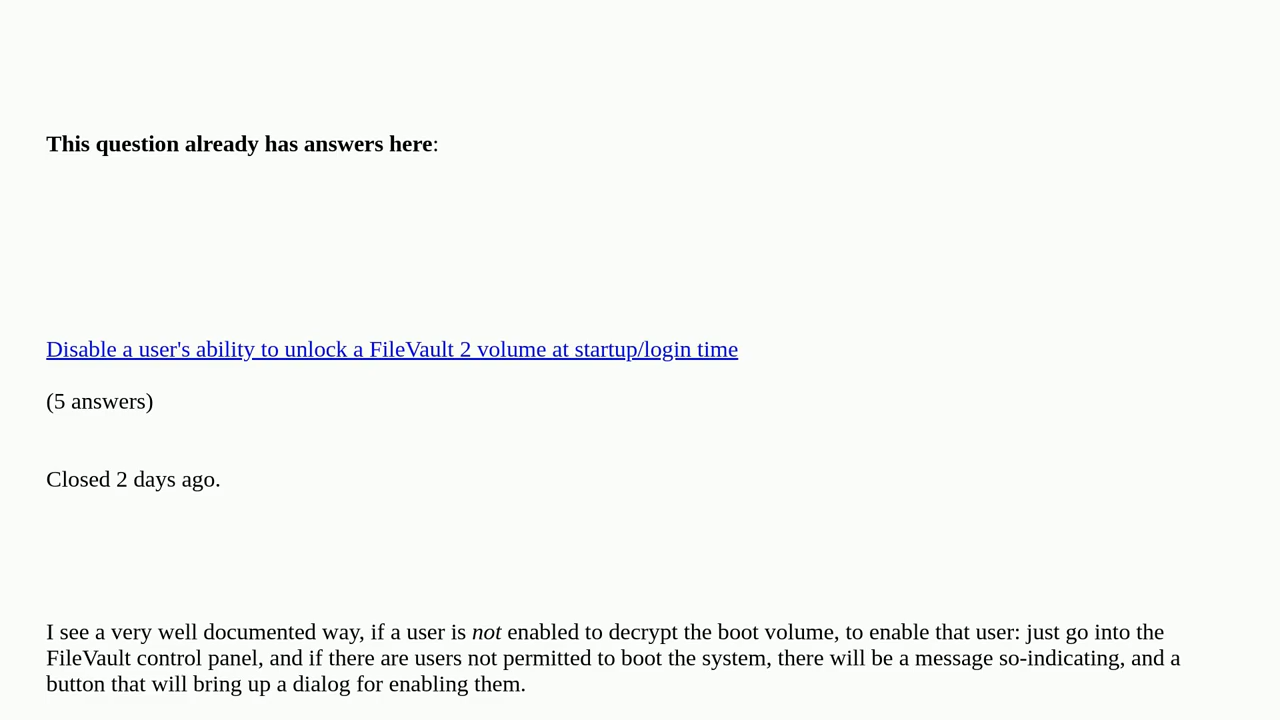 This question already has answers here:
Disable a user's ability to unlock a FileVault 2 volume at startup/login time
(5 answers)
Closed 2 days ago.
I see a very well documented way, if a user is not enabled to decrypt the boot volume, to enable that user: just go into the
FileVault control panel, and if there are users not permitted to boot the system, there will be a message so-indicating, and a
button that will bring up a dialog for enabling them.